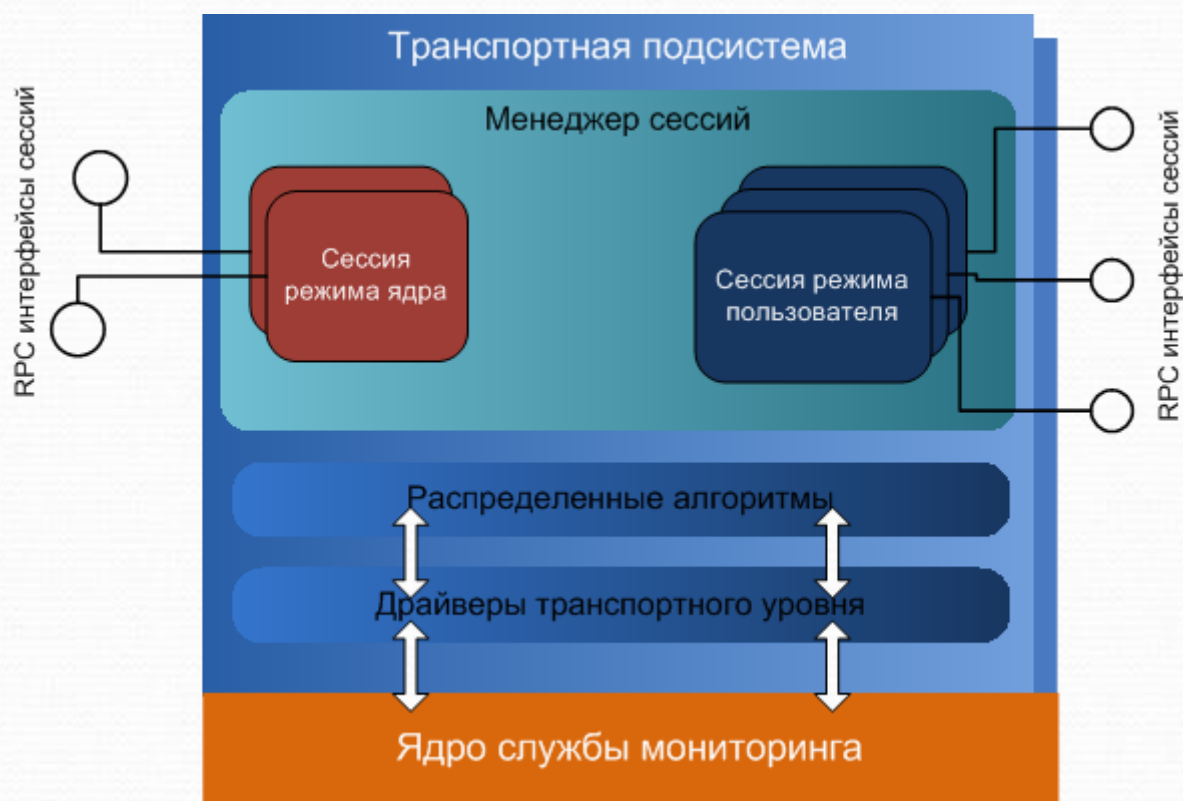 Транспортная подсистема
Менеджер сессий
RPC интерфейсы сессий
Сессия
режима ядра
Сессия режима
пользователя
RPC интерфейсы сессий
Распределенные алгоритмы
Драйверы транспортного уровня
Ядро службы мониторинга